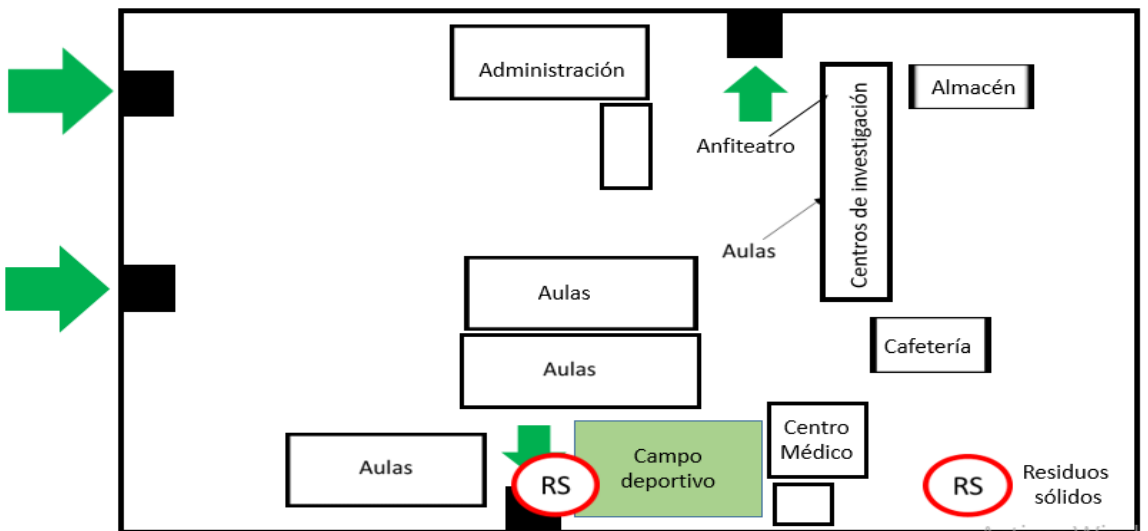 Administración
Almacén
Anfiteatro
Centros de investigación
Aulas
Aulas
Cafetería
Aulas
Centro
Médico
Campo
deportivo
Aulas
RS
RS
Residuos
sólidos